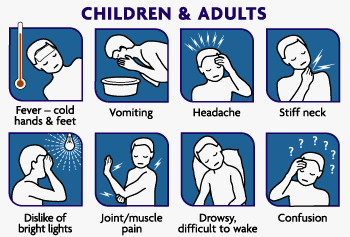 CHILDREN & ADULTS
Fever – cold
hands & feet
Vomiting
Headache
Stiff neck
? ? ? ? ? ?
Dislike of
bright lights
Joint/muscle
pain
Drowsy,
difficult to wake
Confusion